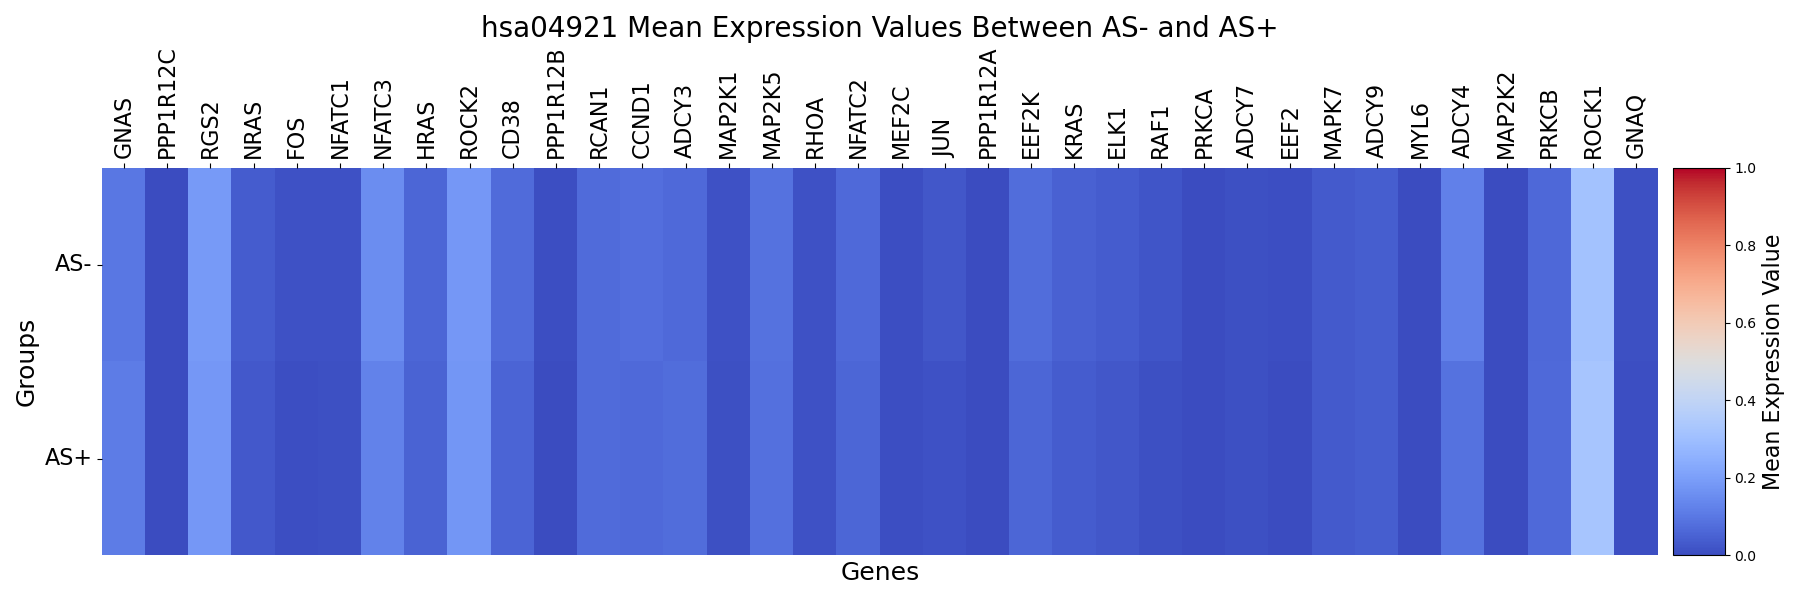 hsa04921 Mean Expression Values Between AS- and AS+
GNAS
PPP1R12C
RGS2
NRAS
FOS
NFATC1
NFATC3
HRAS
ROCK2
CD38
PPP1R12B
RCAN1
CCND1
ADCY3
MAP2K1
MAP2K5
RHOA
NFATC2
MEF2C
JUN
PPP1R12A
EEF2K
KRAS
ELK1
RAF1
PRKCA
ADCY7
EEF2
MAPK7
ADCY9
MYL6
ADCY4
MAP2K2
PRKCB
ROCK1
GNAQ
Groups
AS-
AS+
Genes
1.0
0.8
0.6
0.4
0.2
0.0
Mean Expression Value